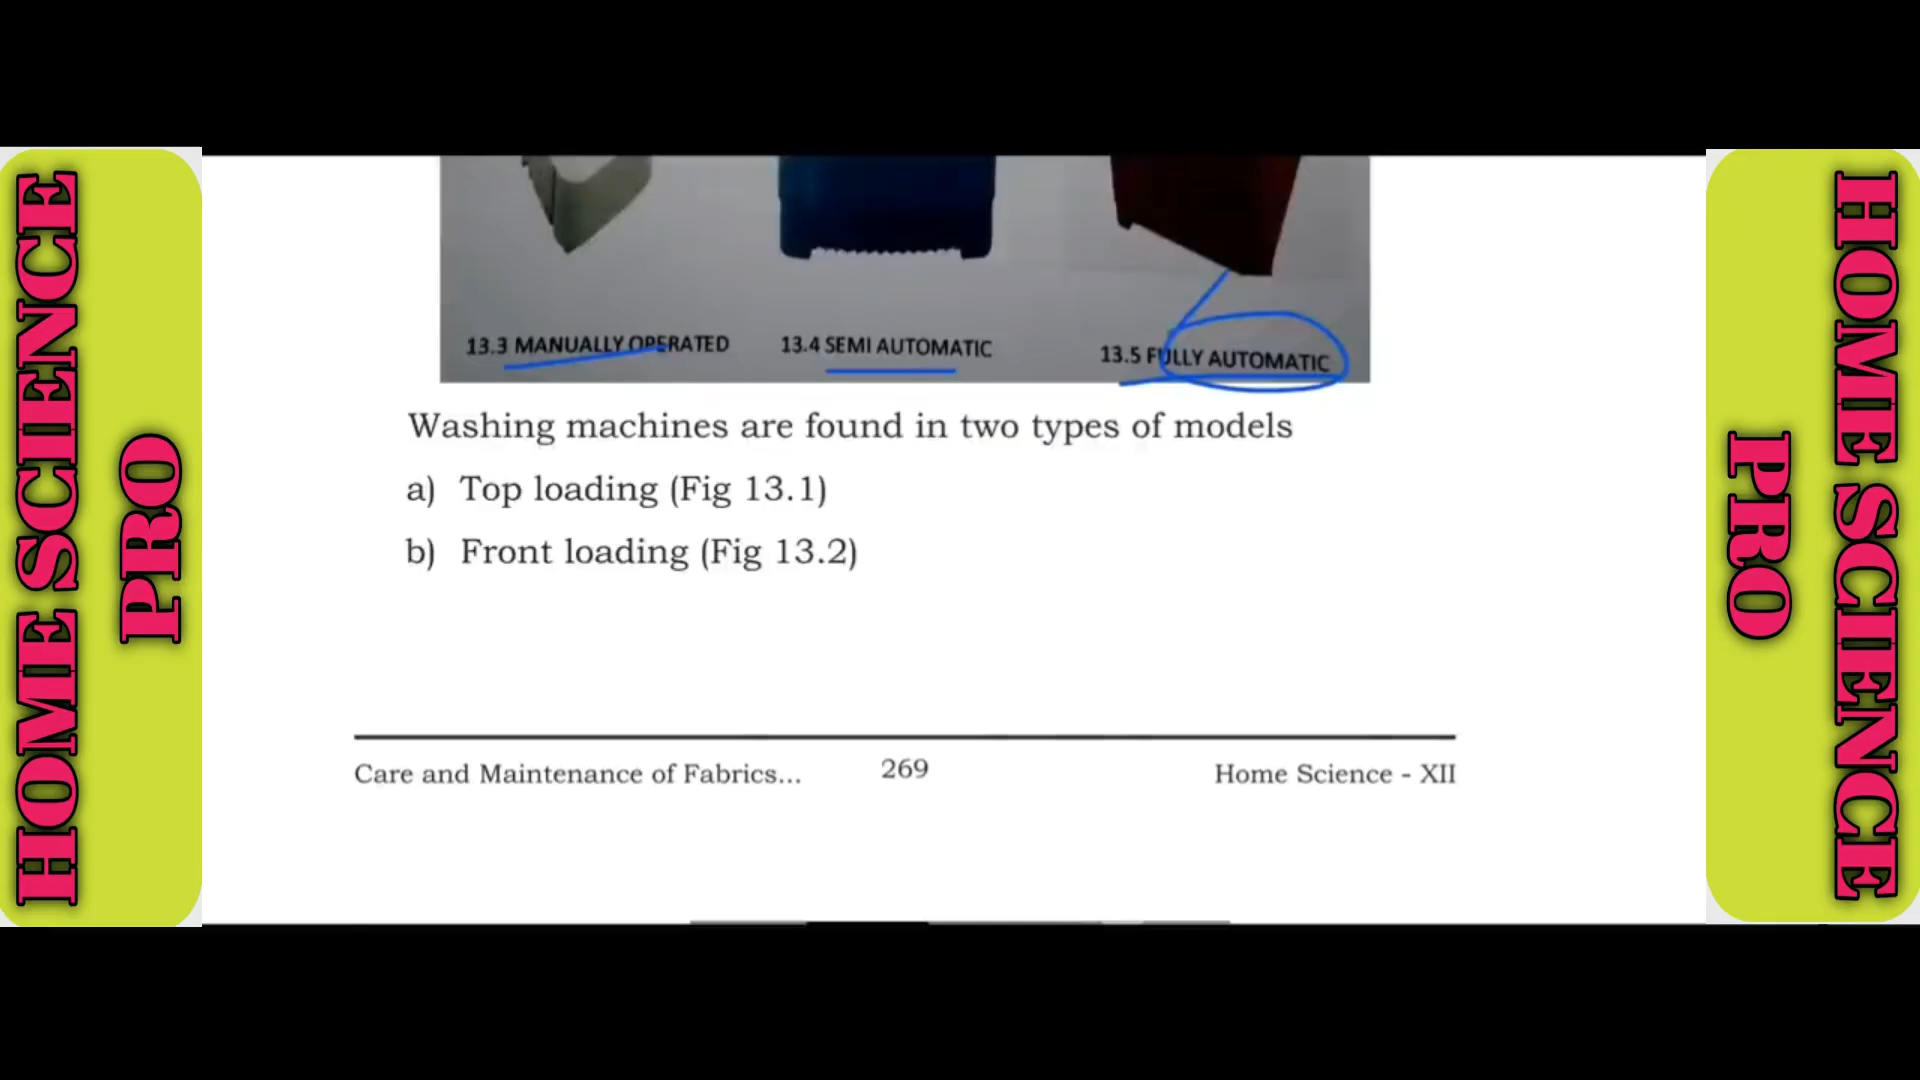 HOME SCIENCE
PRO
13.3 MANUALLY OPERATED
13.4 SEMI AUTOMATIC
13.5 FULLY AUTOMATIC
Washing machines are found in two types of models
a) Top loading (Fig 13.1)
b) Front loading (Fig 13.2)
Care and Maintenance of Fabrics...
269
Home Science - XII
HOME SCIENCE
PRO